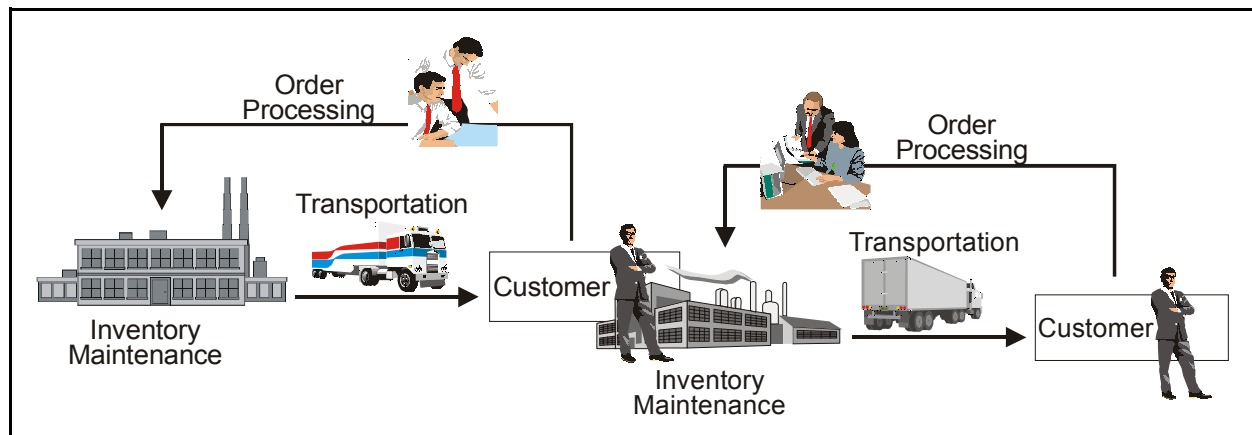 Order
Processing
Transportation
Inventory
Maintenance
Customer
Order
Processing
Transportation
Inventory
Maintenance
Customer